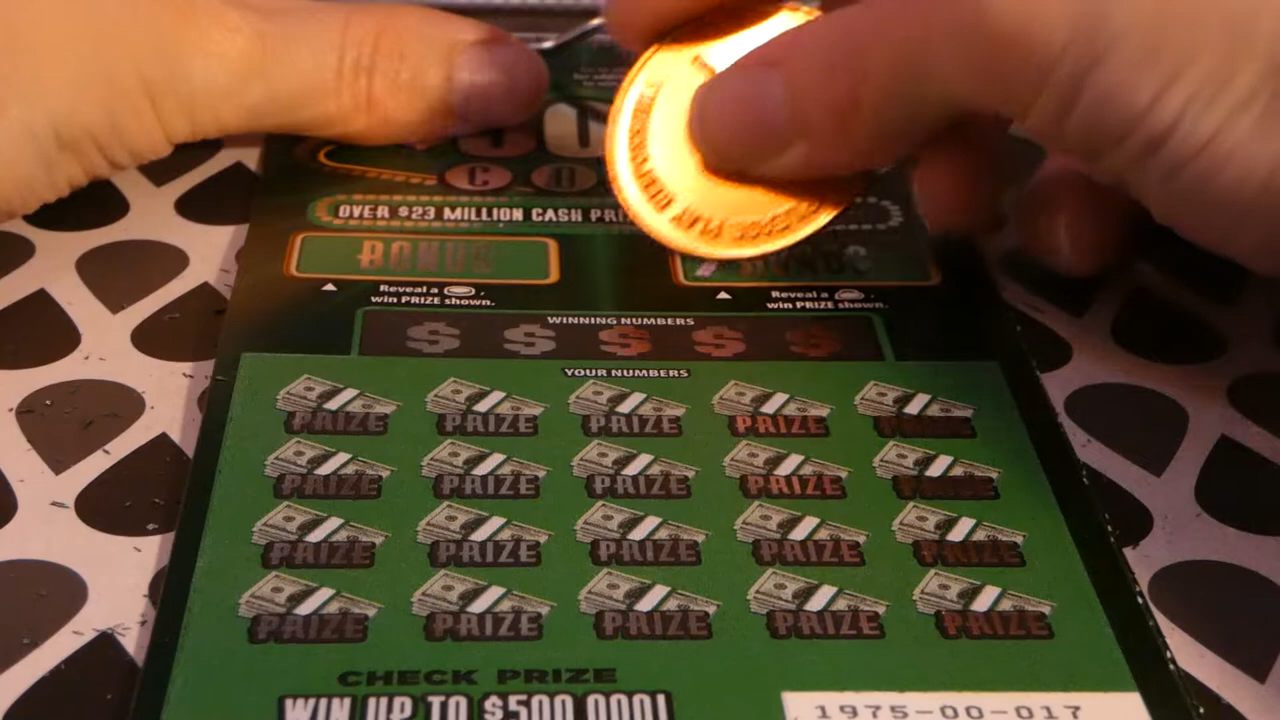 C
OVER $23 MILLION CASH PRI
BONUS
BONUS
Reveal a ,
win PRIZE shown.
Reveal a ,
win PRIZE shown.
WINNING NUMBERS
$ $ $ $ $
YOUR NUMBERS
PRIZE PRIZE PRIZE PRIZE PRIZE
PRIZE PRIZE PRIZE PRIZE PRIZE
PRIZE PRIZE PRIZE PRIZE PRIZE
PRIZE PRIZE PRIZE PRIZE PRIZE
CHECK PRIZE
WIN UP TO $500,000!
1975-00-017